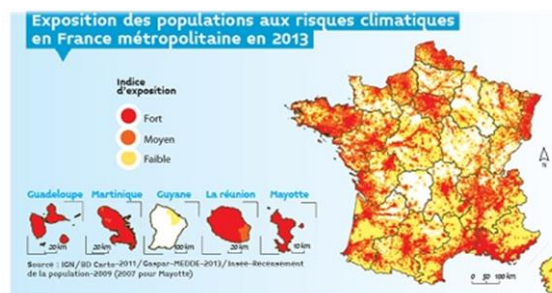 Exposition des populations aux risques climatiques
en France métropolitaine en 2013
Indice
d'exposition
Fort
Moyen
Faible
Guadeloupe Martinique Guyane La réunion Mayotte
20 km 20 km 100 km 20 km 10 km
Source : IGN/BD Carto-2011/Gaspar-MEDDE-2013/Insee-Recensement
de la population-2009 (2007 pour Mayotte)
0 50 100 km
N